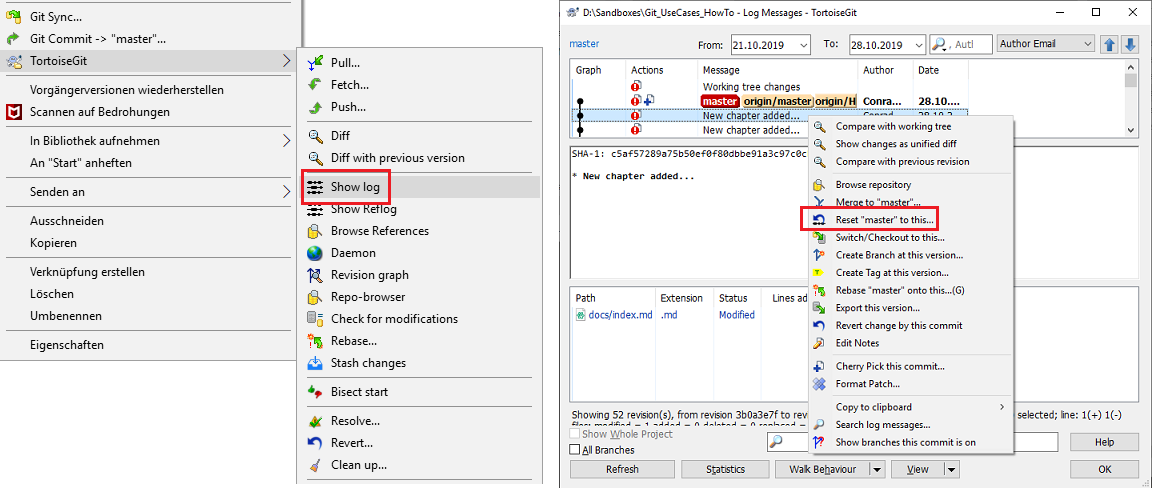 Git Sync...
Git Commit -> "master"...
TortoiseGit
Vorgängerversionen wiederherstellen
Scannen auf Bedrohungen
In Bibliothek aufnehmen
An "Start" anheften
Senden an
Ausschneiden
Kopieren
Verknüpfung erstellen
Löschen
Umbenennen
Eigenschaften
Pull...
Fetch...
Push...
Diff
Diff with previous version
Show log
Show Reflog
Browse References
Daemon
Revision graph
Repo-browser
Check for modifications
Rebase...
Stash changes
Bisect start
Resolve...
Revert...
Clean up...
D:\Sandboxes\Git_UseCases_HowTo - Log Messages - TortoiseGit
master From: 21.10.2019 To: 28.10.2019 , Autl Author Email
Graph Actions Message Author Date
Working tree changes
master origin/master origin/H Conra... 28.10....
New chapter added...
New chapter added...
SHA-1: c5af57289a75b50ef0f80dbbe91a3c97c0c
* New chapter added...
Compare with working tree
Show changes as unified diff
Compare with previous revision
Browse repository
Merge to "master"...
Reset "master" to this...
Switch/Checkout to this...
Create Branch at this version...
Create Tag at this version...
Rebase "master" onto this...(G)
Export this version...
Revert change by this commit
Edit Notes
Cherry Pick this commit...
Format Patch...
Copy to clipboard
Search log messages...
Show branches this commit is on
Path Extension Status Lines ad
docs/index.md .md Modified
Showing 52 revision(s), from revision 3b0a3e7f to revi selected; line: 1(+) 1(-)
files: modified = 1 added = 0 deleted = 0 replaced =
Show Whole Project
All Branches
Help
Refresh Statistics Walk Behaviour View OK